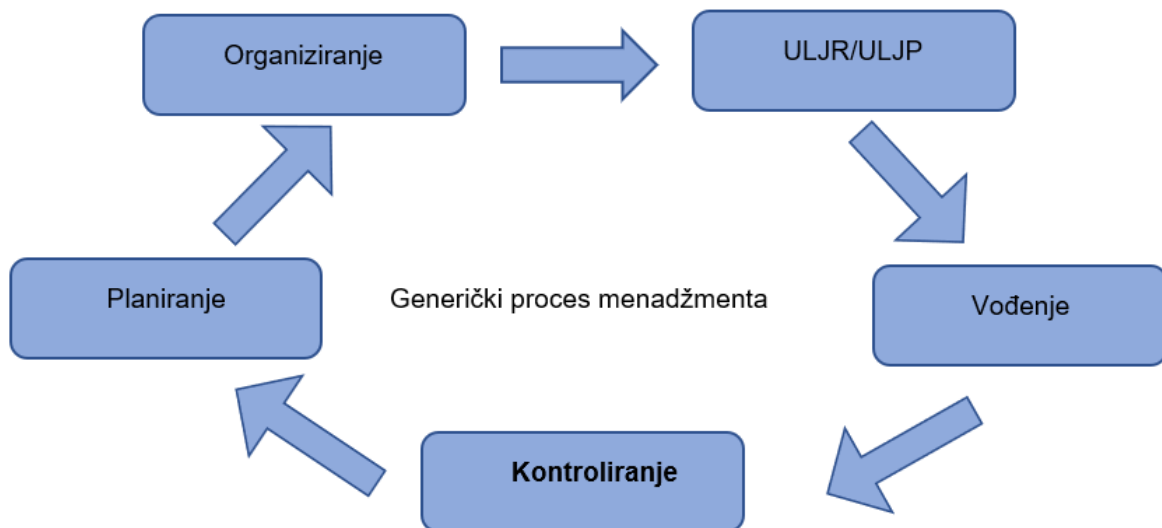 Organiziranje
ULJR/ULJP
Planiranje
Generički proces menadžmenta
Vođenje
Kontroliranje